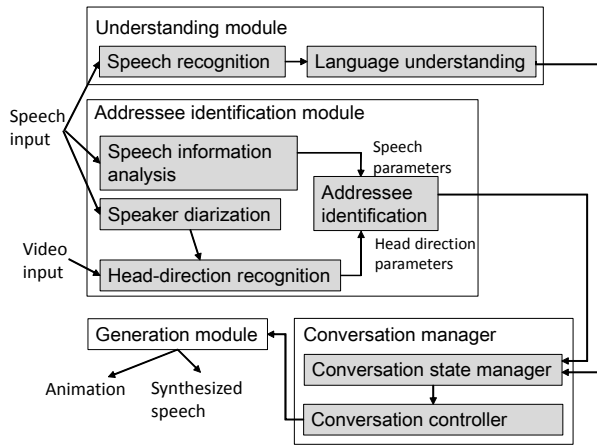 Understanding module
Speech recognition
Language understanding
Speech
input
Addressee identification module
Speech information
analysis
Speech
parameters
Addressee
identification
Speaker diarization
Head direction
parameters
Video
input
Head-direction recognition
Generation module
Conversation manager
Conversation state manager
Animation
Synthesized
speech
Conversation controller